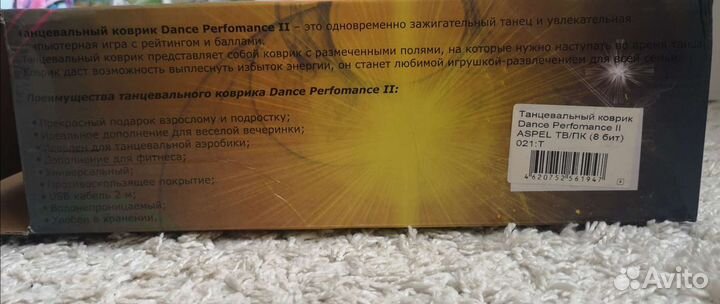 Танцевальный коврик Dance Perfomance II – это одновременно зажигательный танец и увлекательная
компьютерная игра с рейтингом и баллами.
Танцевальный коврик представляет собой коврик с размеченными полями, на которые нужно наступать во время танца.
Коврик даст возможность выплеснуть избыток энергии, он станет любимой игрушкой-развлечением для всей семьи.
Преимущества танцевального коврика Dance Perfomance II:
• Прекрасный подарок взрослому и подростку;
• Идеальное дополнение для веселой вечеринки;
• для танцевальной аэробики;
• Дополнение для фитнеса;
• Универсальный;
• Противоскользящее покрытие;
• USB кабель 2 м;
• Водонепроницаемый;
• Удобен в хранении.
Танцевальный коврик
Dance Perfomance II
ASPEL ТВ/ПК (8 бит)
021:T
4620752561947
Avito